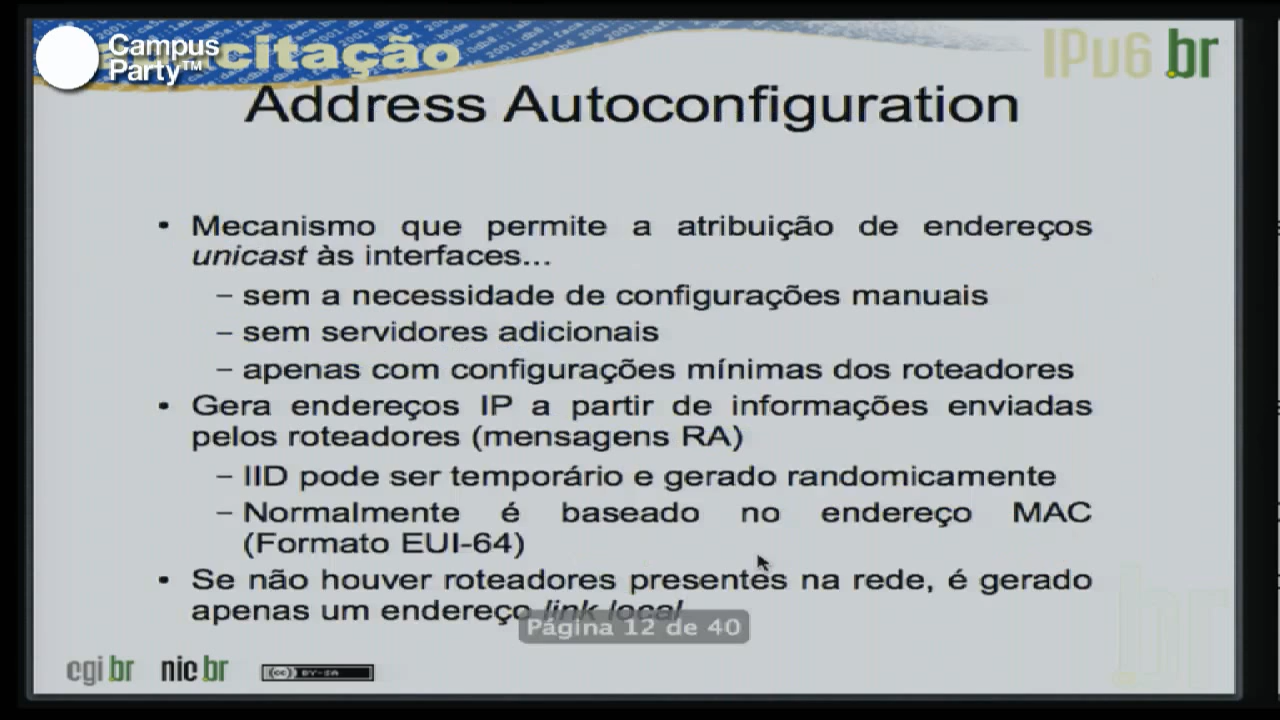 Campus
Party™
citação
IPv6.br
Address Autoconfiguration
• Mecanismo que permite a atribuição de endereços
unicast às interfaces...
– sem a necessidade de configurações manuais
– sem servidores adicionais
– apenas com configurações mínimas dos roteadores
• Gera endereços IP a partir de informações enviadas
pelos roteadores (mensagens RA)
– IID pode ser temporário e gerado randomicamente
– Normalmente é baseado no endereço MAC
(Formato EUI-64)
• Se não houver roteadores presentes na rede, é gerado
apenas um endereço link local
Página 12 de 40
cgi.br nic.br (cc) BY-SA